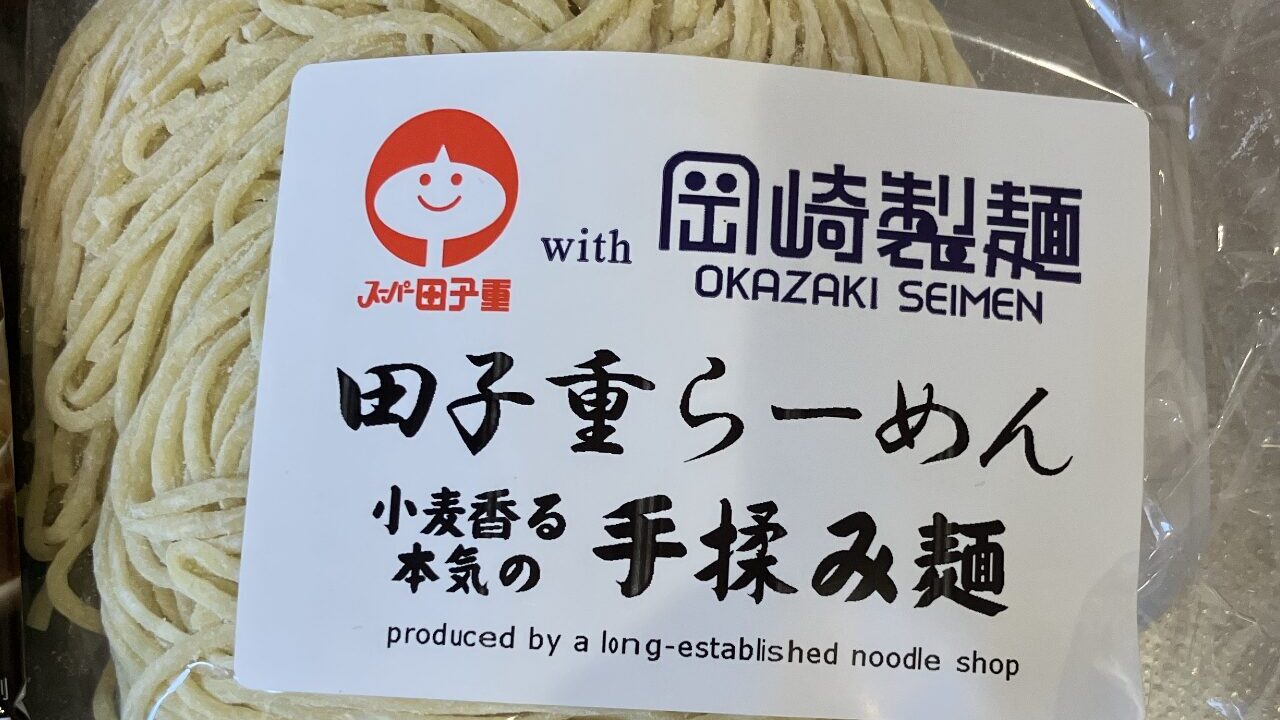 スーパー田子重
with
岡崎製麺
OKAZAKI SEIMEN
田子重らーめん
小麦香る
本気の
手揉み麺
produced by a long-established noodle shop